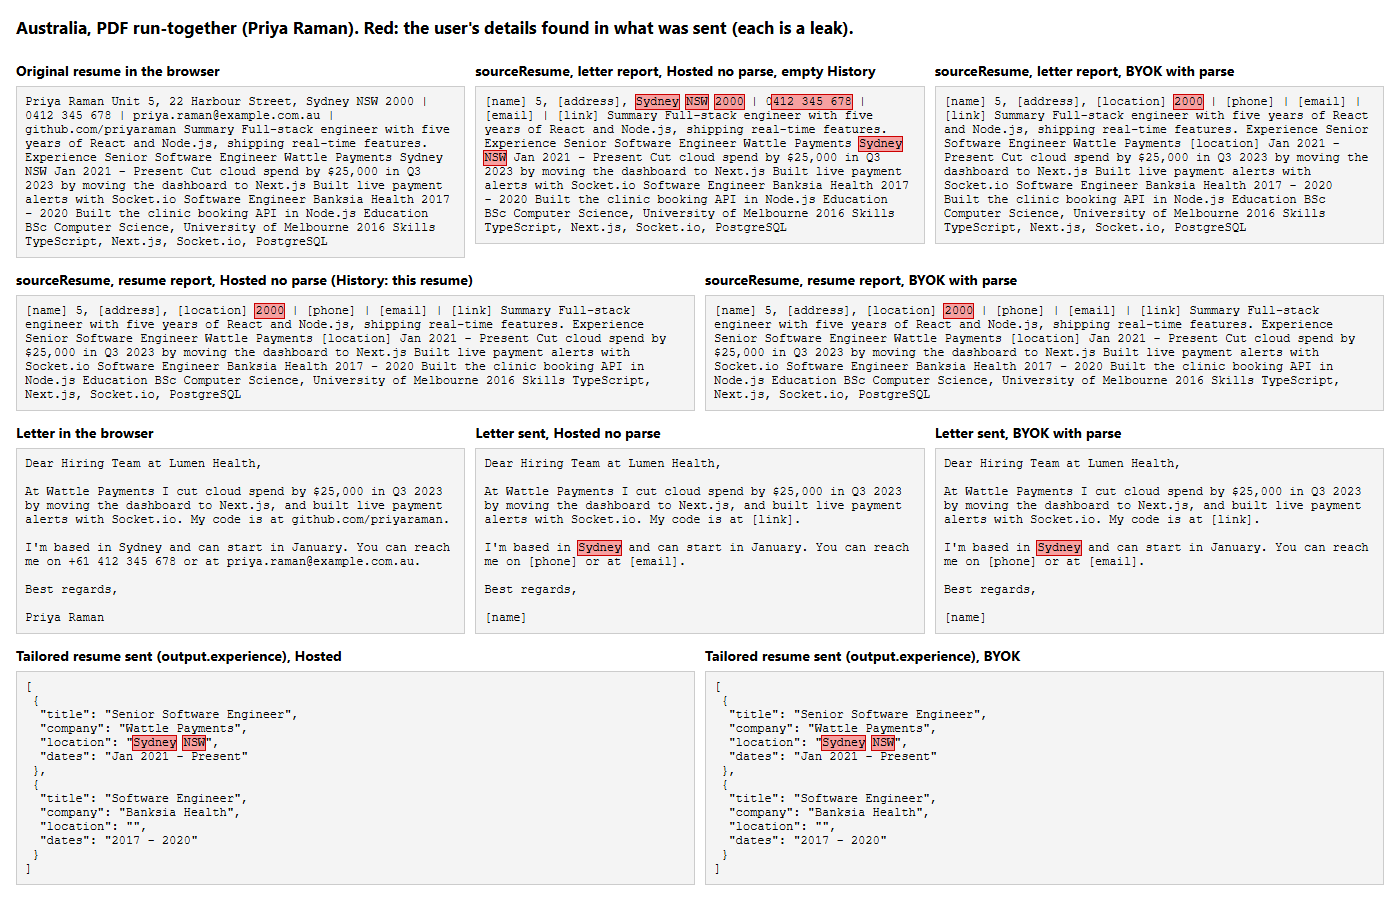 Australia, PDF run-together (Priya Raman). Red: the user's details found in what was sent (each is a leak).
Original resume in the browser
Priya Raman Unit 5, 22 Harbour Street, Sydney NSW 2000 |
0412 345 678 | priya.raman@example.com.au |
github.com/priyaraman Summary Full-stack engineer with five
years of React and Node.js, shipping real-time features.
Experience Senior Software Engineer Wattle Payments Sydney
NSW Jan 2021 - Present Cut cloud spend by $25,000 in Q3
2023 by moving the dashboard to Next.js Built live payment
alerts with Socket.io Software Engineer Banksia Health 2017
- 2020 Built the clinic booking API in Node.js Education
BSc Computer Science, University of Melbourne 2016 Skills
TypeScript, Next.js, Socket.io, PostgreSQL
sourceResume, letter report, Hosted no parse, empty History
[name] 5, [address], Sydney NSW 2000 | 0412 345 678 |
[email] | [link] Summary Full-stack engineer with five
years of React and Node.js, shipping real-time features.
Experience Senior Software Engineer Wattle Payments Sydney
NSW Jan 2021 - Present Cut cloud spend by $25,000 in Q3
2023 by moving the dashboard to Next.js Built live payment
alerts with Socket.io Software Engineer Banksia Health 2017
- 2020 Built the clinic booking API in Node.js Education
BSc Computer Science, University of Melbourne 2016 Skills
TypeScript, Next.js, Socket.io, PostgreSQL
sourceResume, letter report, BYOK with parse
[name] 5, [address], [location] 2000 | [phone] | [email] |
[link] Summary Full-stack engineer with five years of React
and Node.js, shipping real-time features. Experience Senior
Software Engineer Wattle Payments [location] Jan 2021 -
Present Cut cloud spend by $25,000 in Q3 2023 by moving the
dashboard to Next.js Built live payment alerts with
Socket.io Software Engineer Banksia Health 2017 - 2020
Built the clinic booking API in Node.js Education BSc
Computer Science, University of Melbourne 2016 Skills
TypeScript, Next.js, Socket.io, PostgreSQL
sourceResume, resume report, Hosted no parse (History: this resume)
[name] 5, [address], [location] 2000 | [phone] | [email] | [link] Summary Full-stack
engineer with five years of React and Node.js, shipping real-time features. Experience
Senior Software Engineer Wattle Payments [location] Jan 2021 - Present Cut cloud spend by
$25,000 in Q3 2023 by moving the dashboard to Next.js Built live payment alerts with
Socket.io Software Engineer Banksia Health 2017 - 2020 Built the clinic booking API in
Node.js Education BSc Computer Science, University of Melbourne 2016 Skills TypeScript,
Next.js, Socket.io, PostgreSQL
sourceResume, resume report, BYOK with parse
[name] 5, [address], [location] 2000 | [phone] | [email] | [link] Summary Full-stack
engineer with five years of React and Node.js, shipping real-time features. Experience
Senior Software Engineer Wattle Payments [location] Jan 2021 - Present Cut cloud spend by
$25,000 in Q3 2023 by moving the dashboard to Next.js Built live payment alerts with
Socket.io Software Engineer Banksia Health 2017 - 2020 Built the clinic booking API in
Node.js Education BSc Computer Science, University of Melbourne 2016 Skills TypeScript,
Next.js, Socket.io, PostgreSQL
Letter in the browser
Dear Hiring Team at Lumen Health,
At Wattle Payments I cut cloud spend by $25,000 in Q3 2023
by moving the dashboard to Next.js, and built live payment
alerts with Socket.io. My code is at github.com/priyaraman.
I'm based in Sydney and can start in January. You can reach
me on +61 412 345 678 or at priya.raman@example.com.au.
Best regards,
Priya Raman
Letter sent, Hosted no parse
Dear Hiring Team at Lumen Health,
At Wattle Payments I cut cloud spend by $25,000 in Q3 2023
by moving the dashboard to Next.js, and built live payment
alerts with Socket.io. My code is at [link].
I'm based in Sydney and can start in January. You can reach
me on [phone] or at [email].
Best regards,
[name]
Letter sent, BYOK with parse
Dear Hiring Team at Lumen Health,
At Wattle Payments I cut cloud spend by $25,000 in Q3 2023
by moving the dashboard to Next.js, and built live payment
alerts with Socket.io. My code is at [link].
I'm based in Sydney and can start in January. You can reach
me on [phone] or at [email].
Best regards,
[name]
Tailored resume sent (output.experience), Hosted
[
{
"title": "Senior Software Engineer",
"company": "Wattle Payments",
"location": "Sydney NSW",
"dates": "Jan 2021 - Present"
},
{
"title": "Software Engineer",
"company": "Banksia Health",
"location": "",
"dates": "2017 - 2020"
}
]
Tailored resume sent (output.experience), BYOK
[
{
"title": "Senior Software Engineer",
"company": "Wattle Payments",
"location": "Sydney NSW",
"dates": "Jan 2021 - Present"
},
{
"title": "Software Engineer",
"company": "Banksia Health",
"location": "",
"dates": "2017 - 2020"
}
]